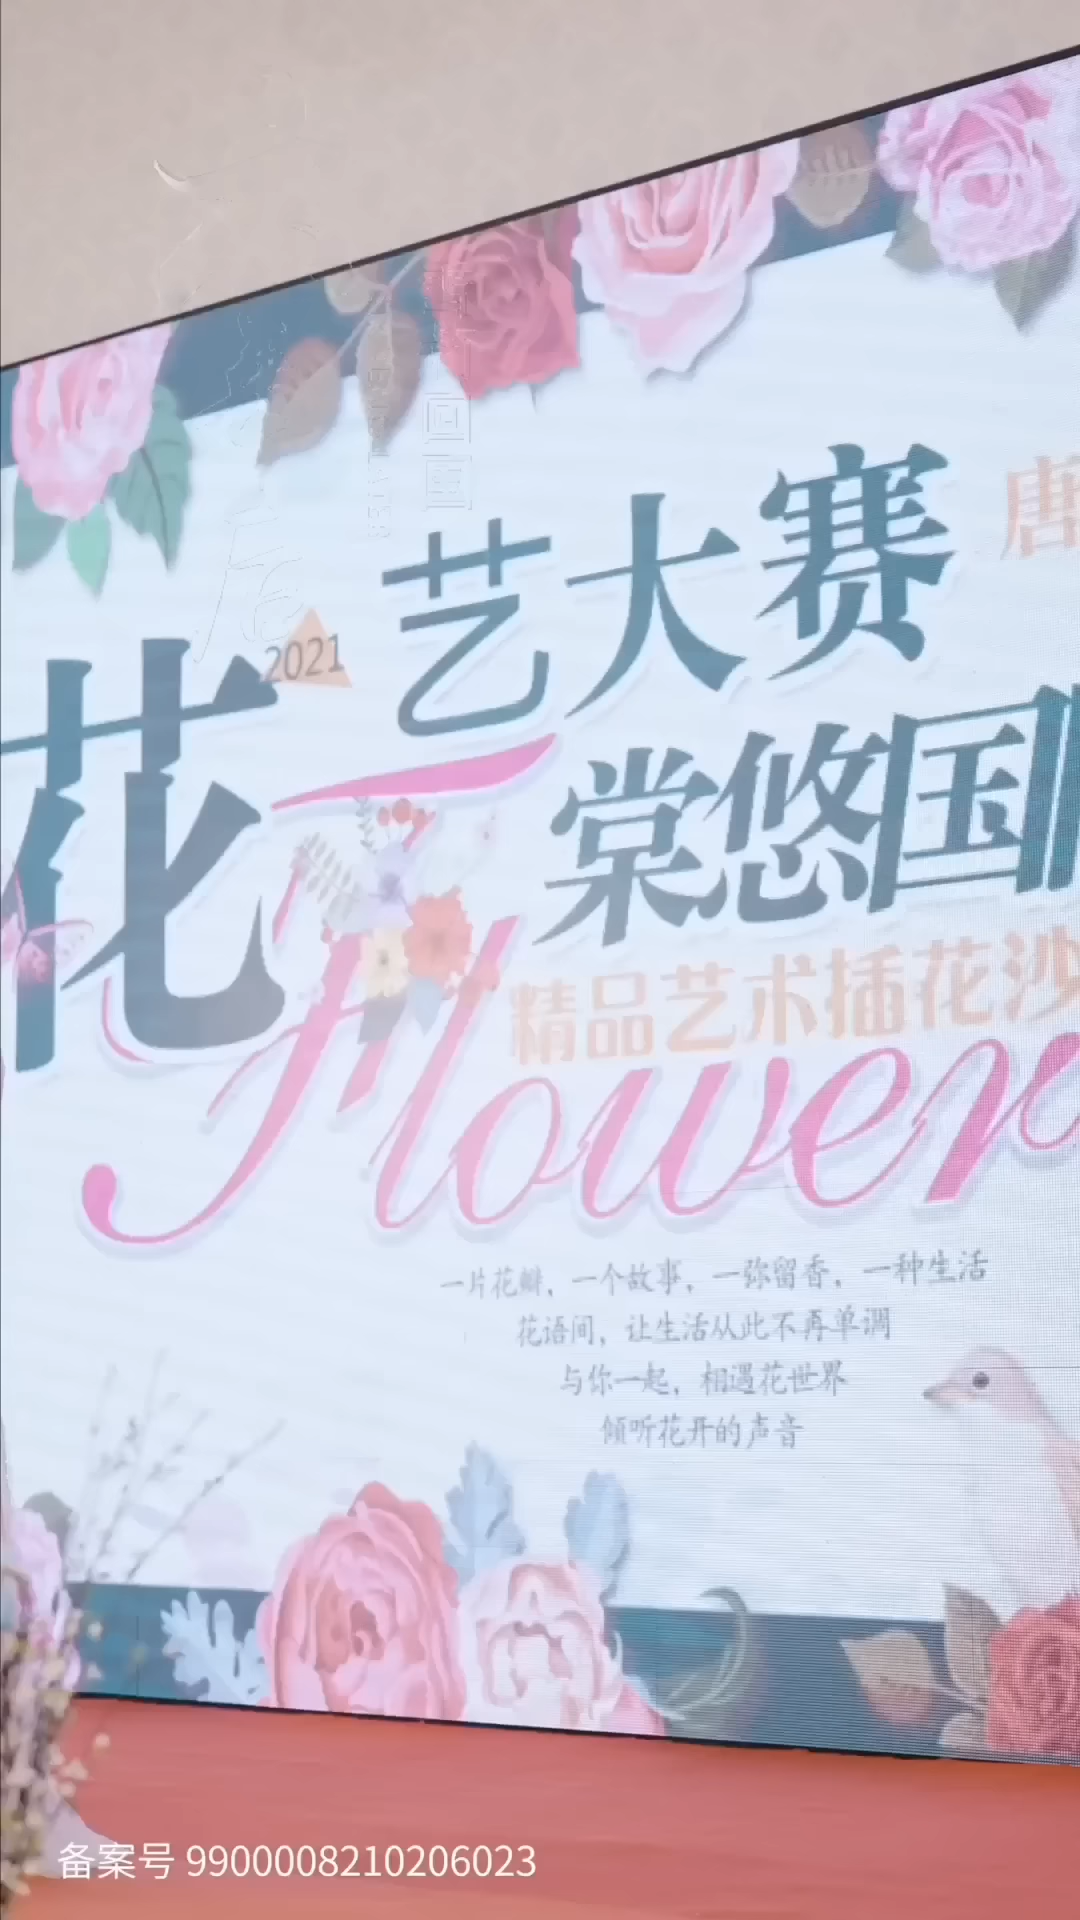 唐
2021
花艺大赛
棠悠国
精品艺术插花沙
Flower
一片花瓣，一个故事，一弥留香，一种生活
花语间，让生活从此不再单调
与你一起，相遇花世界
倾听花开的声音
备案号 9900008210206023